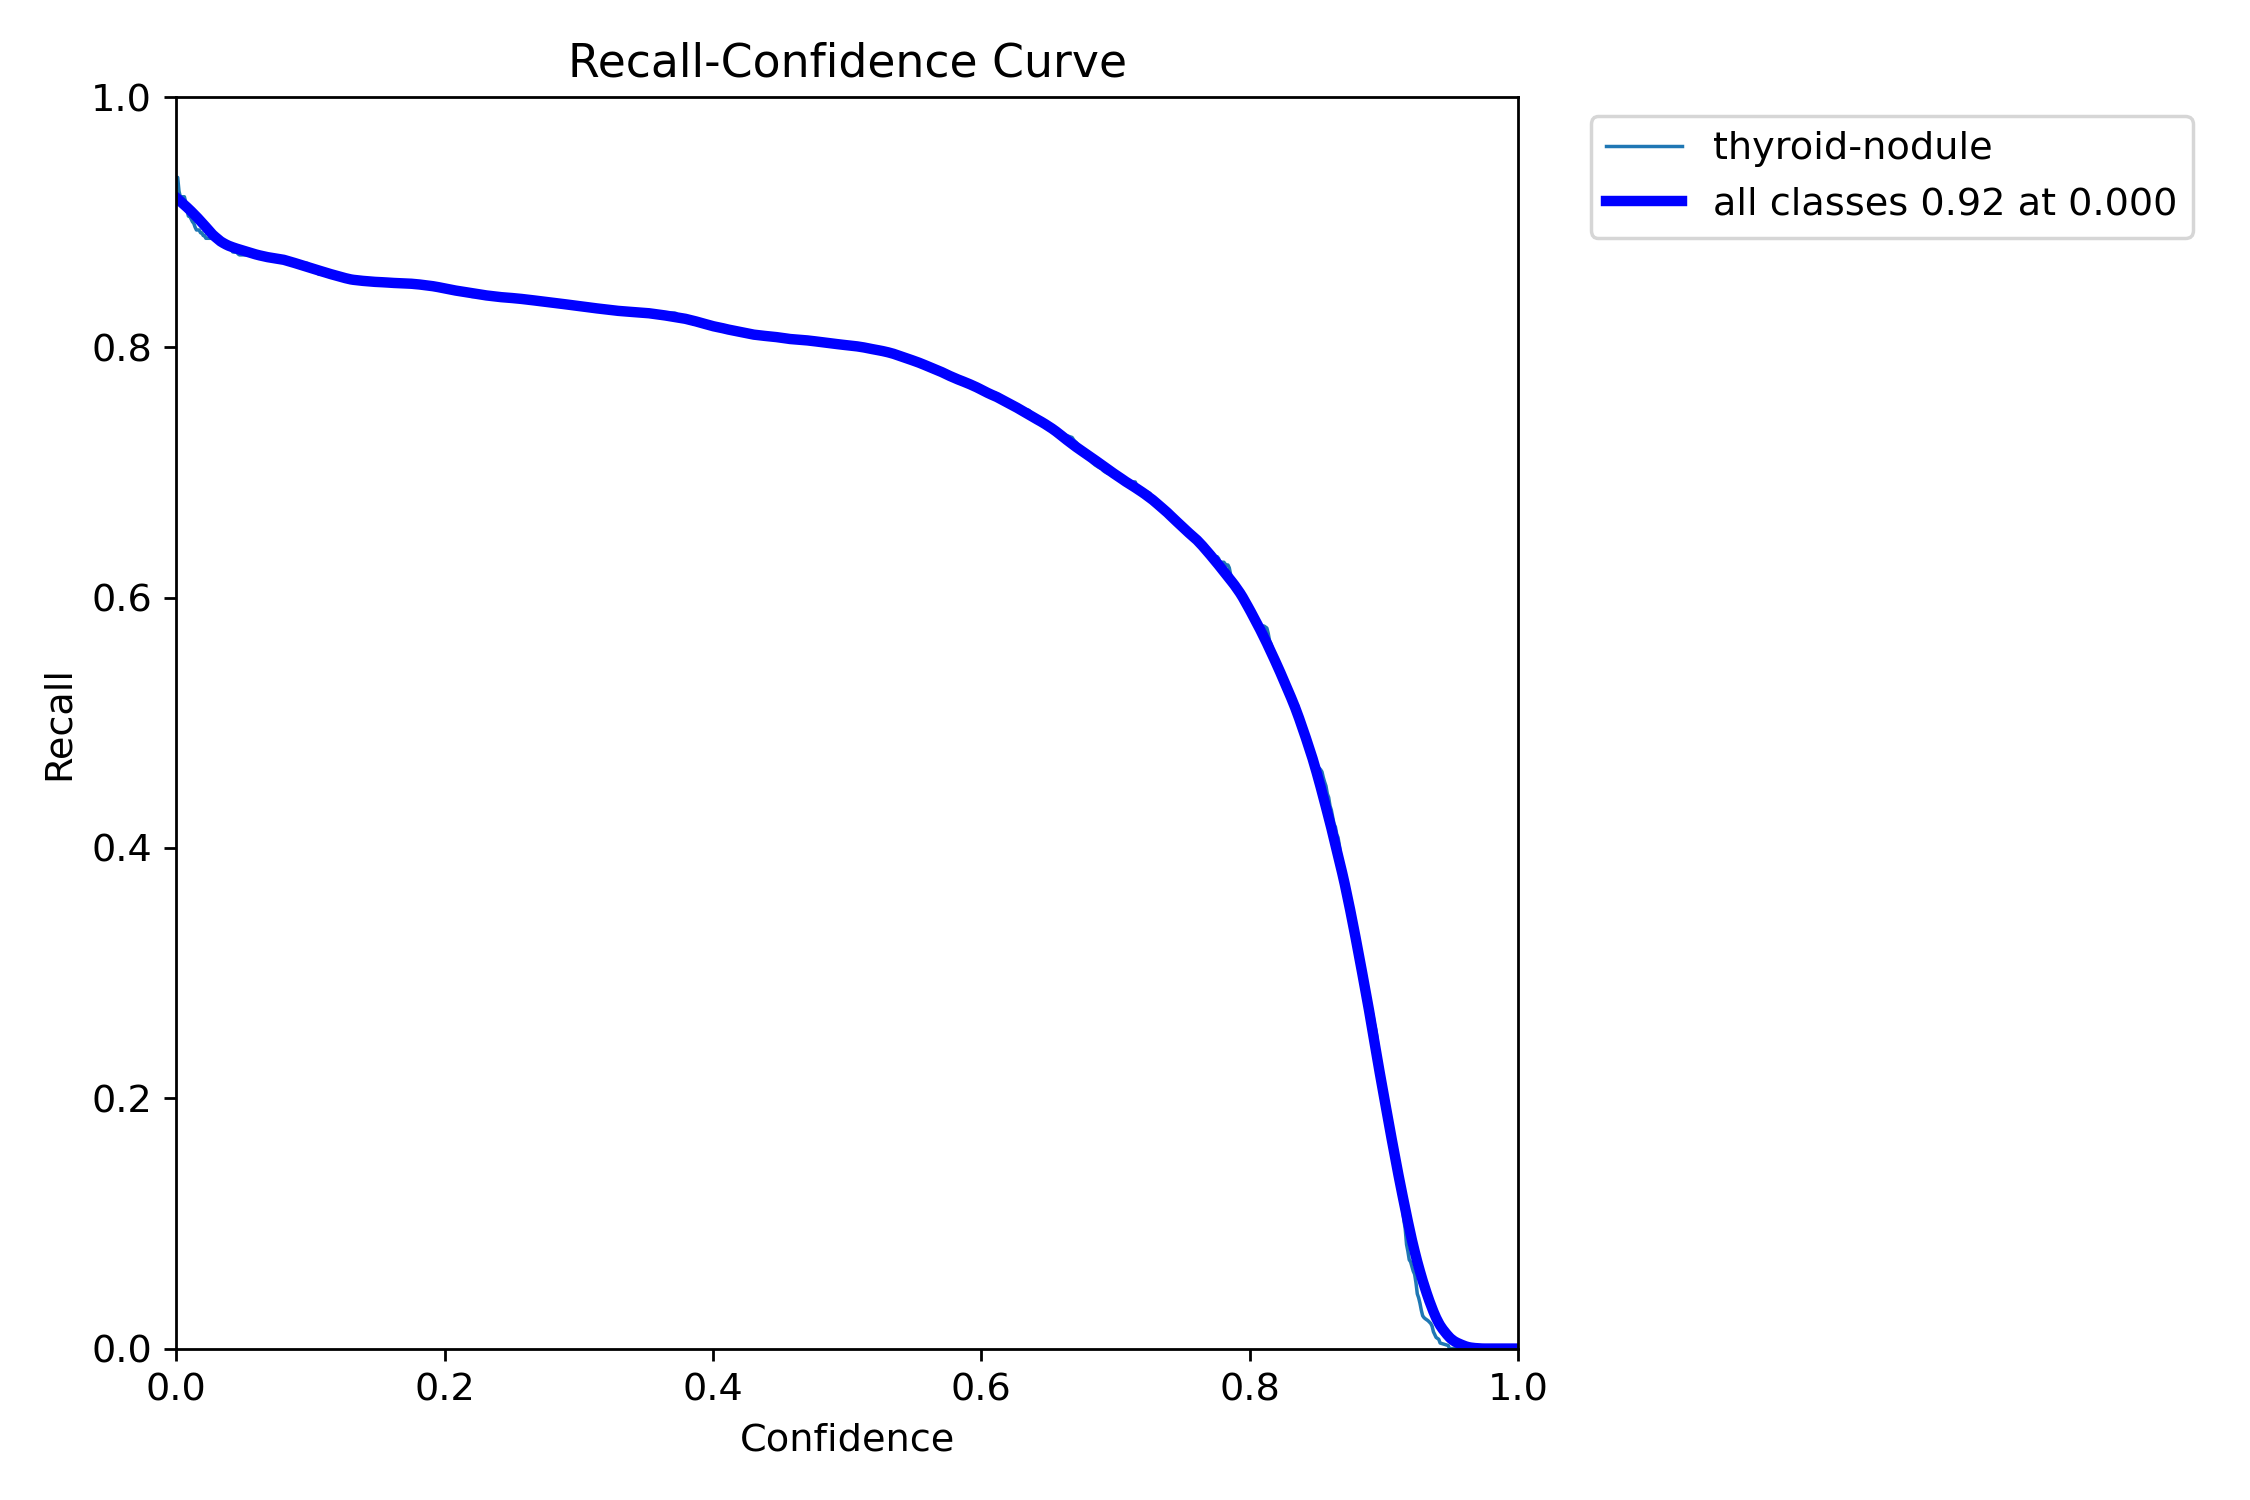 Recall-Confidence Curve
thyroid-nodule
all classes 0.92 at 0.000
1.0
0.8
0.6
0.4
0.2
0.0
Recall
0.0 0.2 0.4 0.6 0.8 1.0
Confidence